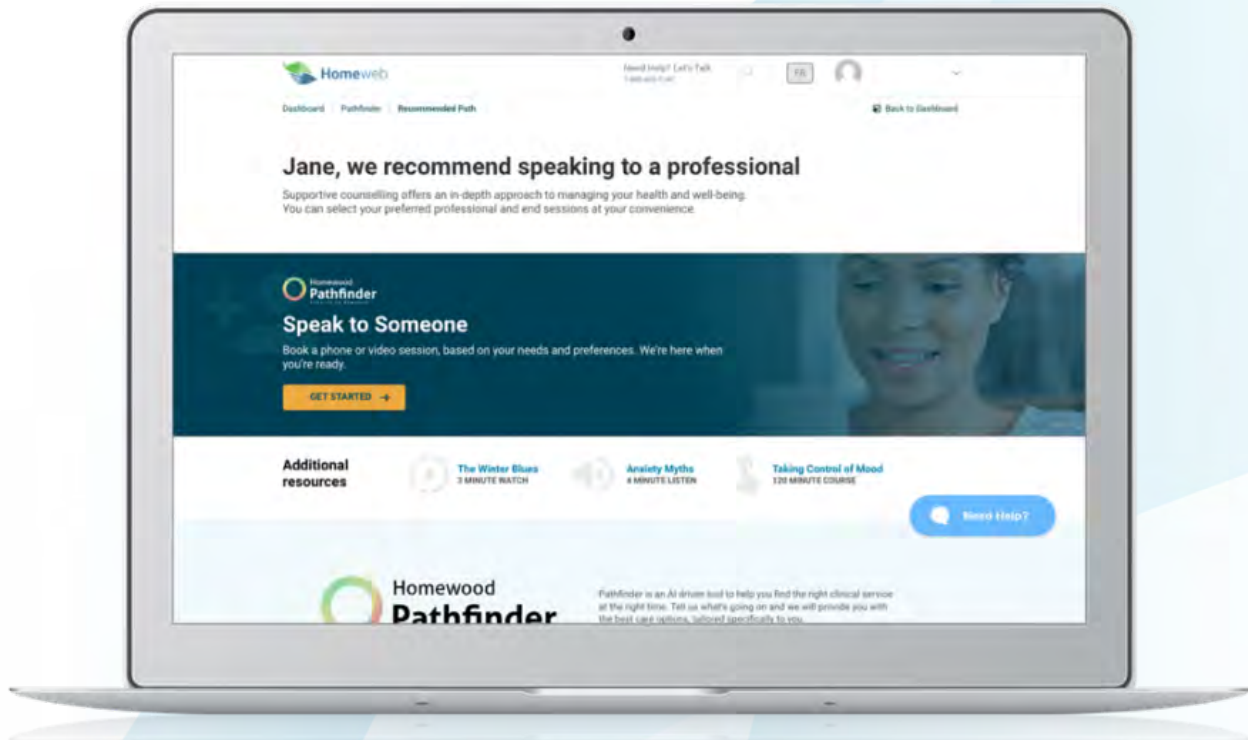 Homeweb
Need Help? Let's Talk
FR
Dashboard Pathfinder Recommended Path
Back to Dashboard
Jane, we recommend speaking to a professional
Supportive counselling offers an in-depth approach to managing your health and well-being.
You can select your preferred professional and end sessions at your convenience
Homewood
Pathfinder
Speak to Someone
Book a phone or video session, based on your needs and preferences. We're here when
you're ready.
GET STARTED →
Additional
resources
The Winter Blues
3 MINUTE WATCH
Anxiety Myths
MINUTE LISTEN
Taking Control of Mood
120 MINUTE COURSE
Need Help?
Homewood
Pathfinder
Pathfinder is an AI driven tool to help you find the right clinical service
at the right time. Tell us what's going on and we will provide you with
the best care options, tailored specifically to you.